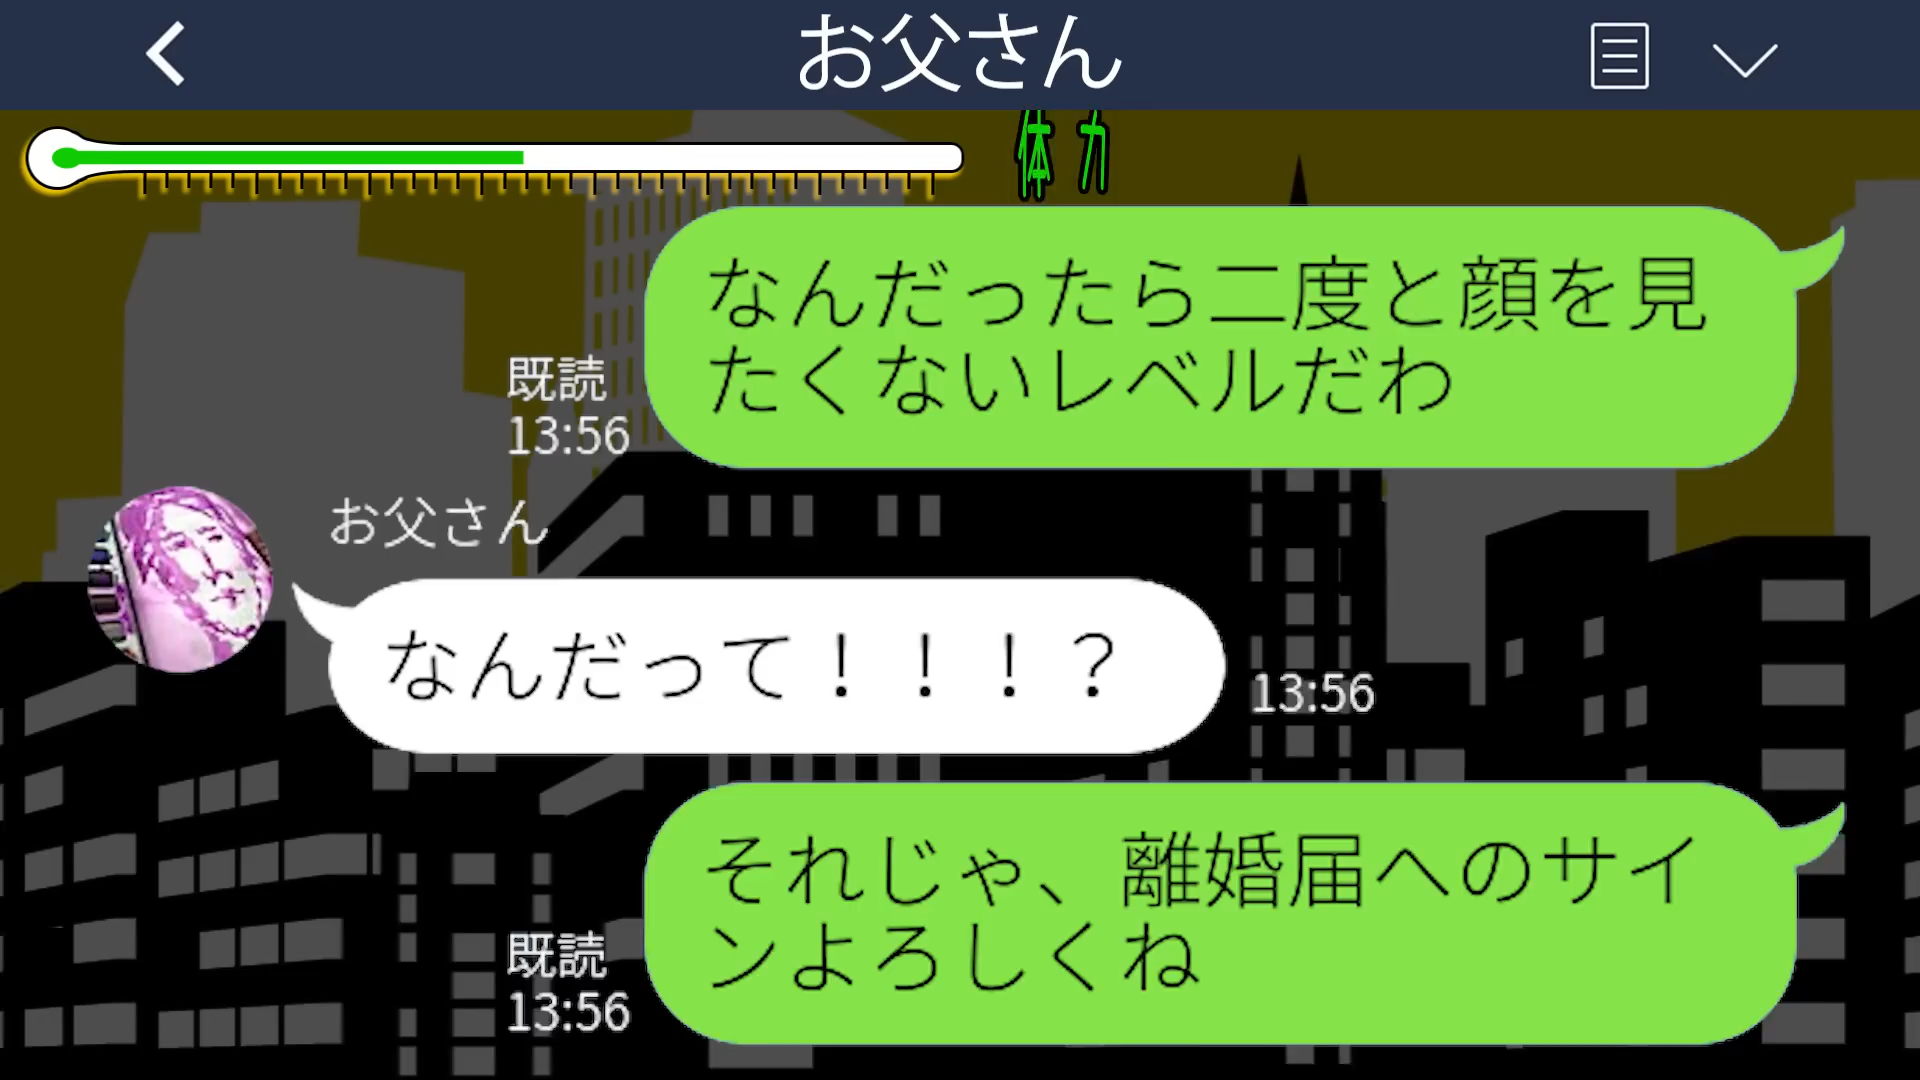 お父さん
体力
なんだったら二度と顔を見
たくないレベルだわ
既読
13:56
お父さん
なんだって！！！？
13:56
それじゃ、離婚届へのサイ
ンよろしくね
既読
13:56